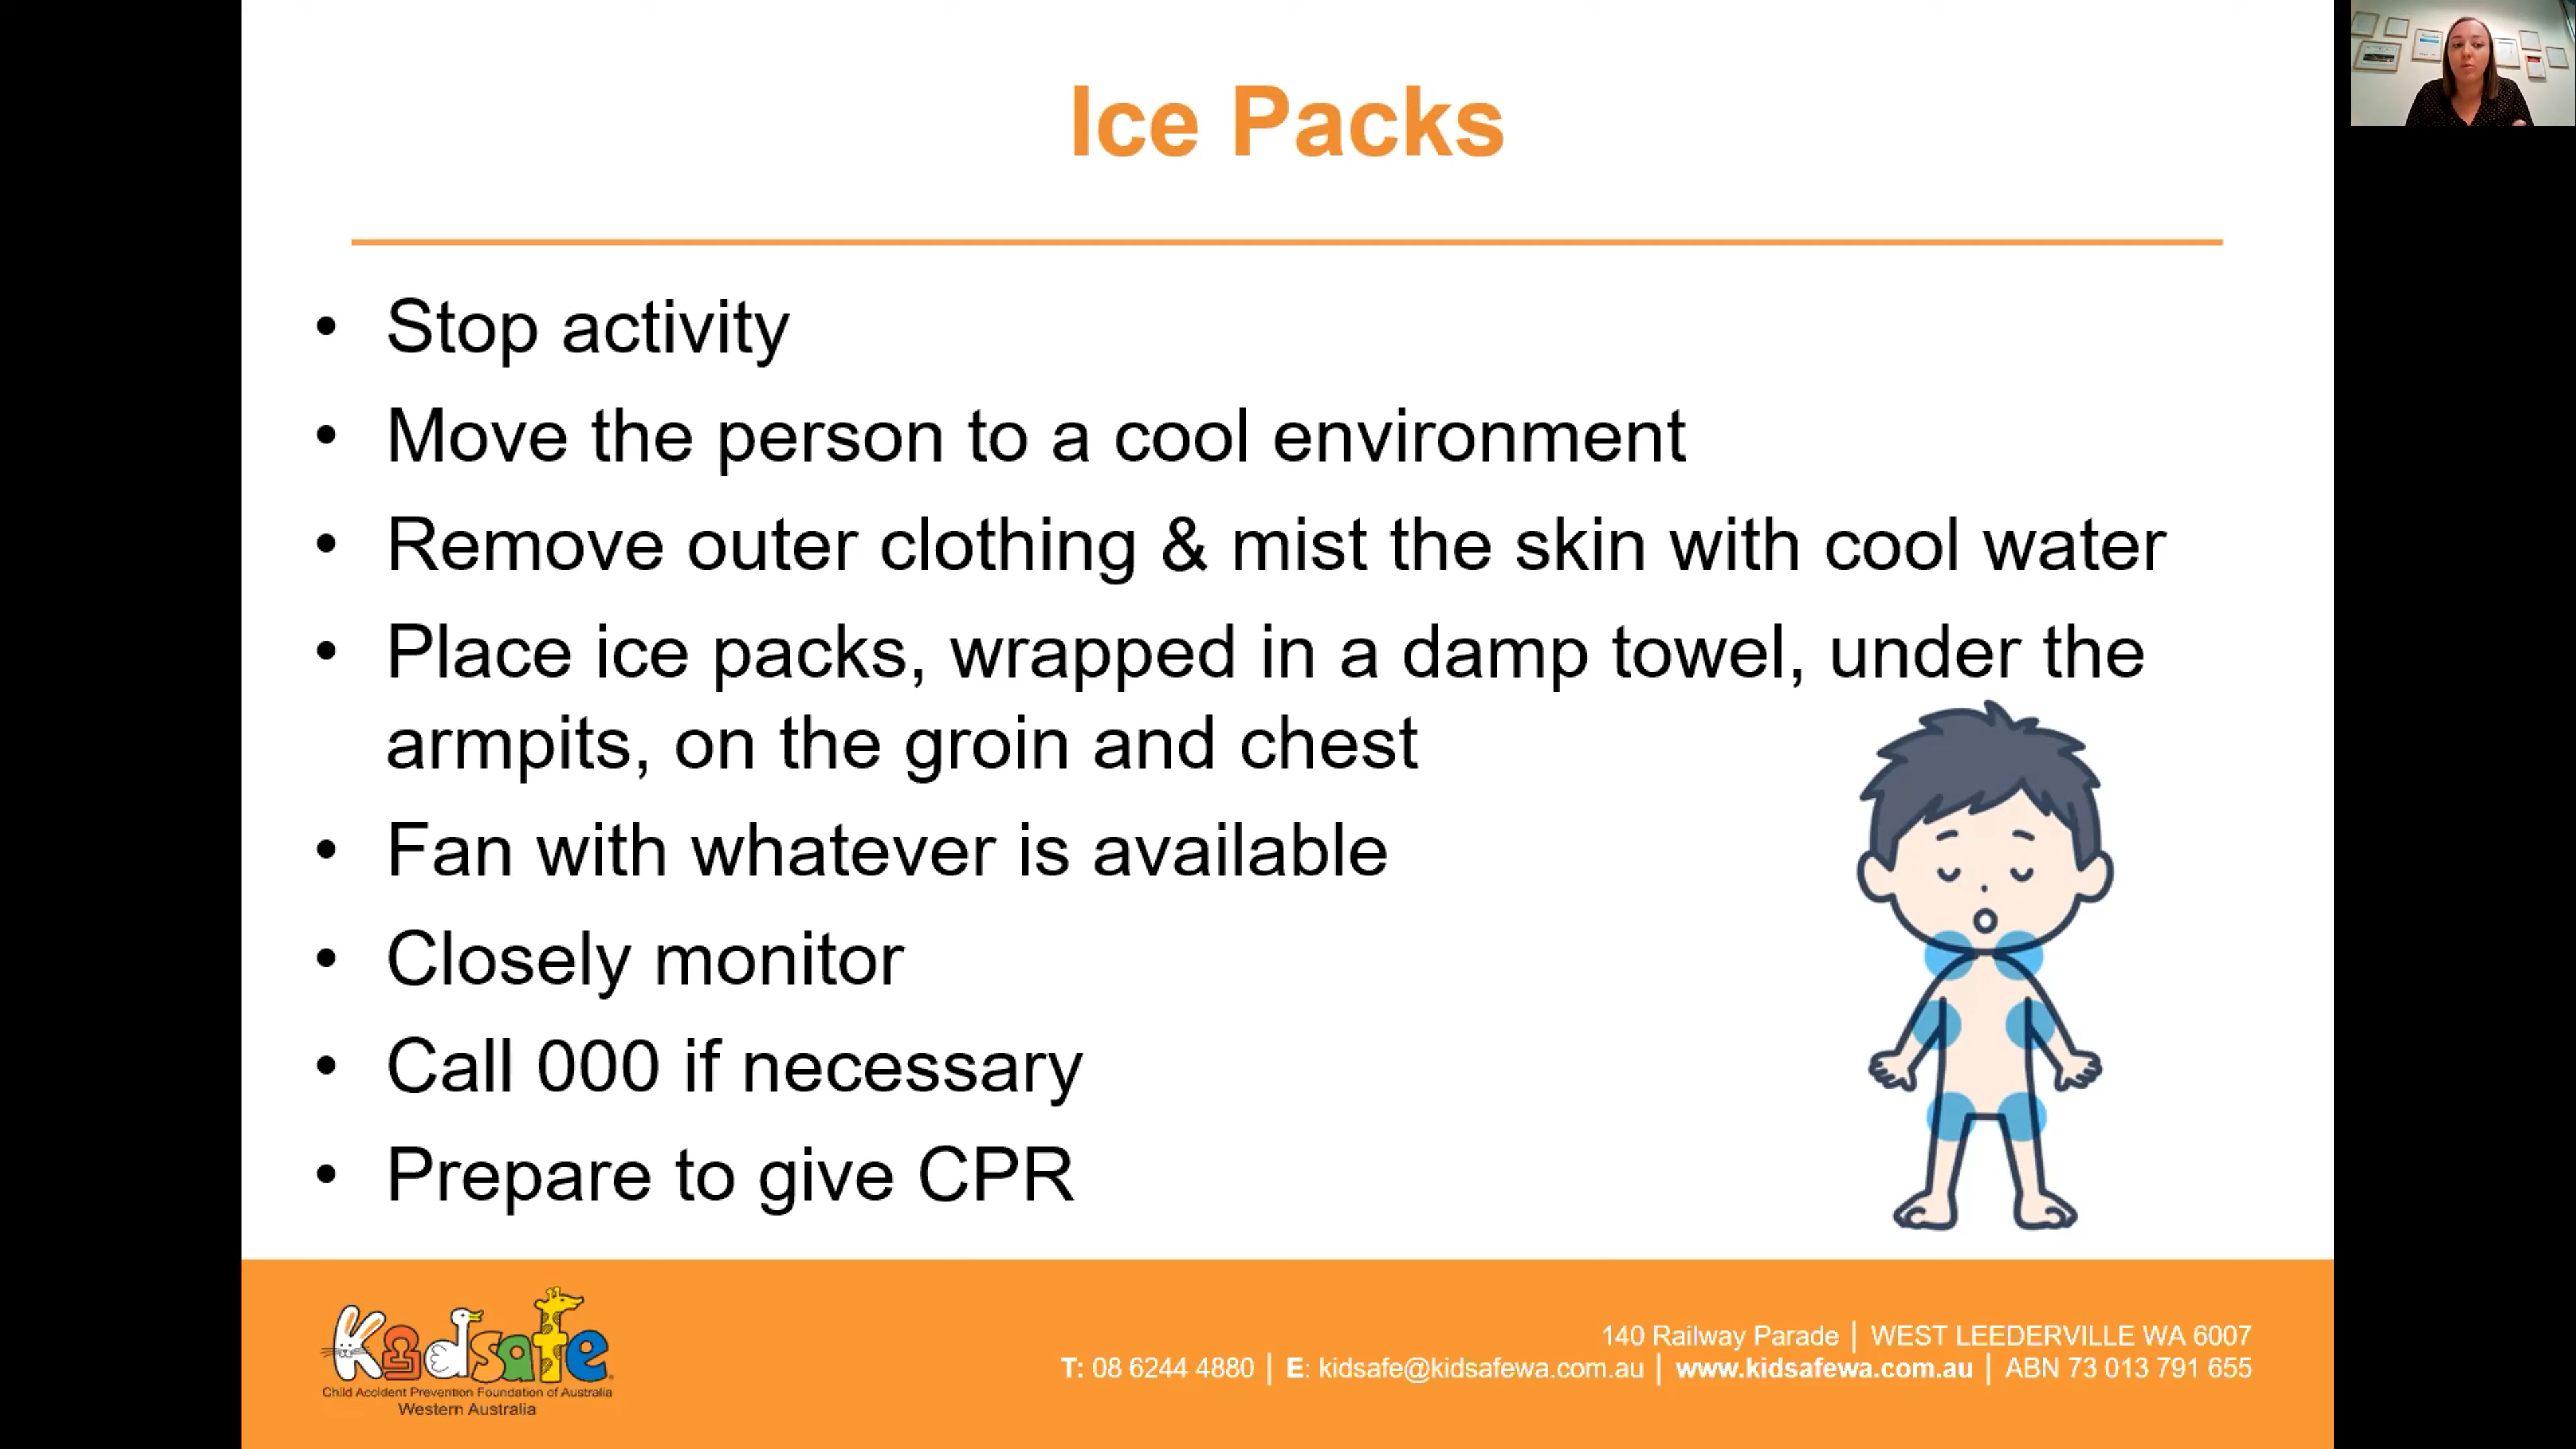 Ice Packs
• Stop activity
• Move the person to a cool environment
• Remove outer clothing & mist the skin with cool water
• Place ice packs, wrapped in a damp towel, under the
armpits, on the groin and chest
• Fan with whatever is available
• Closely monitor
• Call 000 if necessary
• Prepare to give CPR
Kidsafe
Child Accident Prevention Foundation of Australia
Western Australia
140 Railway Parade | WEST LEEDERVILLE WA 6007
T: 08 6244 4880 | E: kidsafe@kidsafewa.com.au | www.kidsafewa.com.au | ABN 73 013 791 655